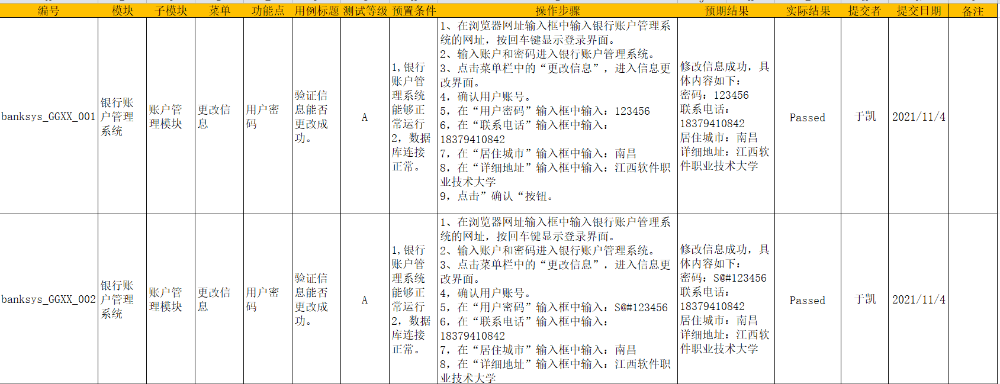 编号 模块 子模块 菜单 功能点 用例标题 测试等级 预置条件 操作步骤 预期结果 实际结果 提交者 提交日期 备注
banksys_GGXX_001
银行账
户管理
系统
账户管
理模块
更改信
息
用户密
码
验证信
息能否
更改成
功。
A
1,银行
账户管
理系统
能够正
常运行
2，数据
库连接
正常。
1、在浏览器网址输入框中输入银行账户管理系
统的网址，按回车键显示登录界面。
2、输入账户和密码进入银行账户管理系统。
3、点击菜单栏中的“更改信息”，进入信息更
改界面。
4，确认用户账号。
5，在“用户密码”输入框中输入：123456
6，在“联系电话”输入框中输入：
18379410842
7，在“居住城市”输入框中输入：南昌
8，在“详细地址”输入框中输入：江西软件职
业技术大学
9，点击”确认“按钮。
修改信息成功，具
体内容如下：
密码：123456
联系电话：
18379410842
居住城市：南昌
详细地址：江西软
件职业技术大学
Passed
于凯
2021/11/4
banksys_GGXX_002
银行账
户管理
系统
账户管
理模块
更改信
息
用户密
码
验证信
息能否
更改成
功。
A
1,银行
账户管
理系统
能够正
常运行
2，数据
库连接
正常。
1、在浏览器网址输入框中输入银行账户管理系
统的网址，按回车键显示登录界面。
2、输入账户和密码进入银行账户管理系统。
3、点击菜单栏中的“更改信息”，进入信息更
改界面。
4，确认用户账号。
5，在“用户密码”输入框中输入：S@#123456
6，在“联系电话”输入框中输入：
18379410842
7，在“居住城市”输入框中输入：南昌
8，在“详细地址”输入框中输入：江西软件职
业技术大学
修改信息成功，具
体内容如下：
密码：S@#123456
联系电话：
18379410842
居住城市：南昌
详细地址：江西软
件职业技术大学
Passed
于凯
2021/11/4